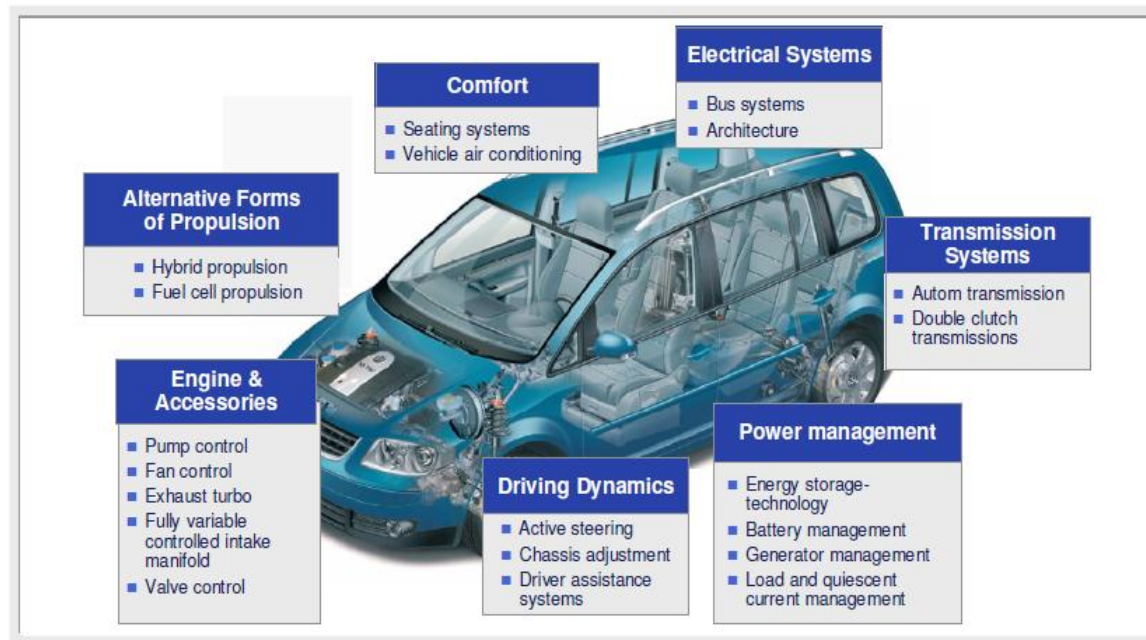 Electrical Systems
Bus systems
Architecture
Comfort
Seating systems
Vehicle air conditioning
Alternative Forms
of Propulsion
Hybrid propulsion
Fuel cell propulsion
Transmission
Systems
Autom transmission
Double clutch
transmissions
Engine &
Accessories
Pump control
Fan control
Exhaust turbo
Fully variable
controlled intake
manifold
Valve control
Driving Dynamics
Active steering
Chassis adjustment
Driver assistance
systems
Power management
Energy storage-
technology
Battery management
Generator management
Load and quiescent
current management